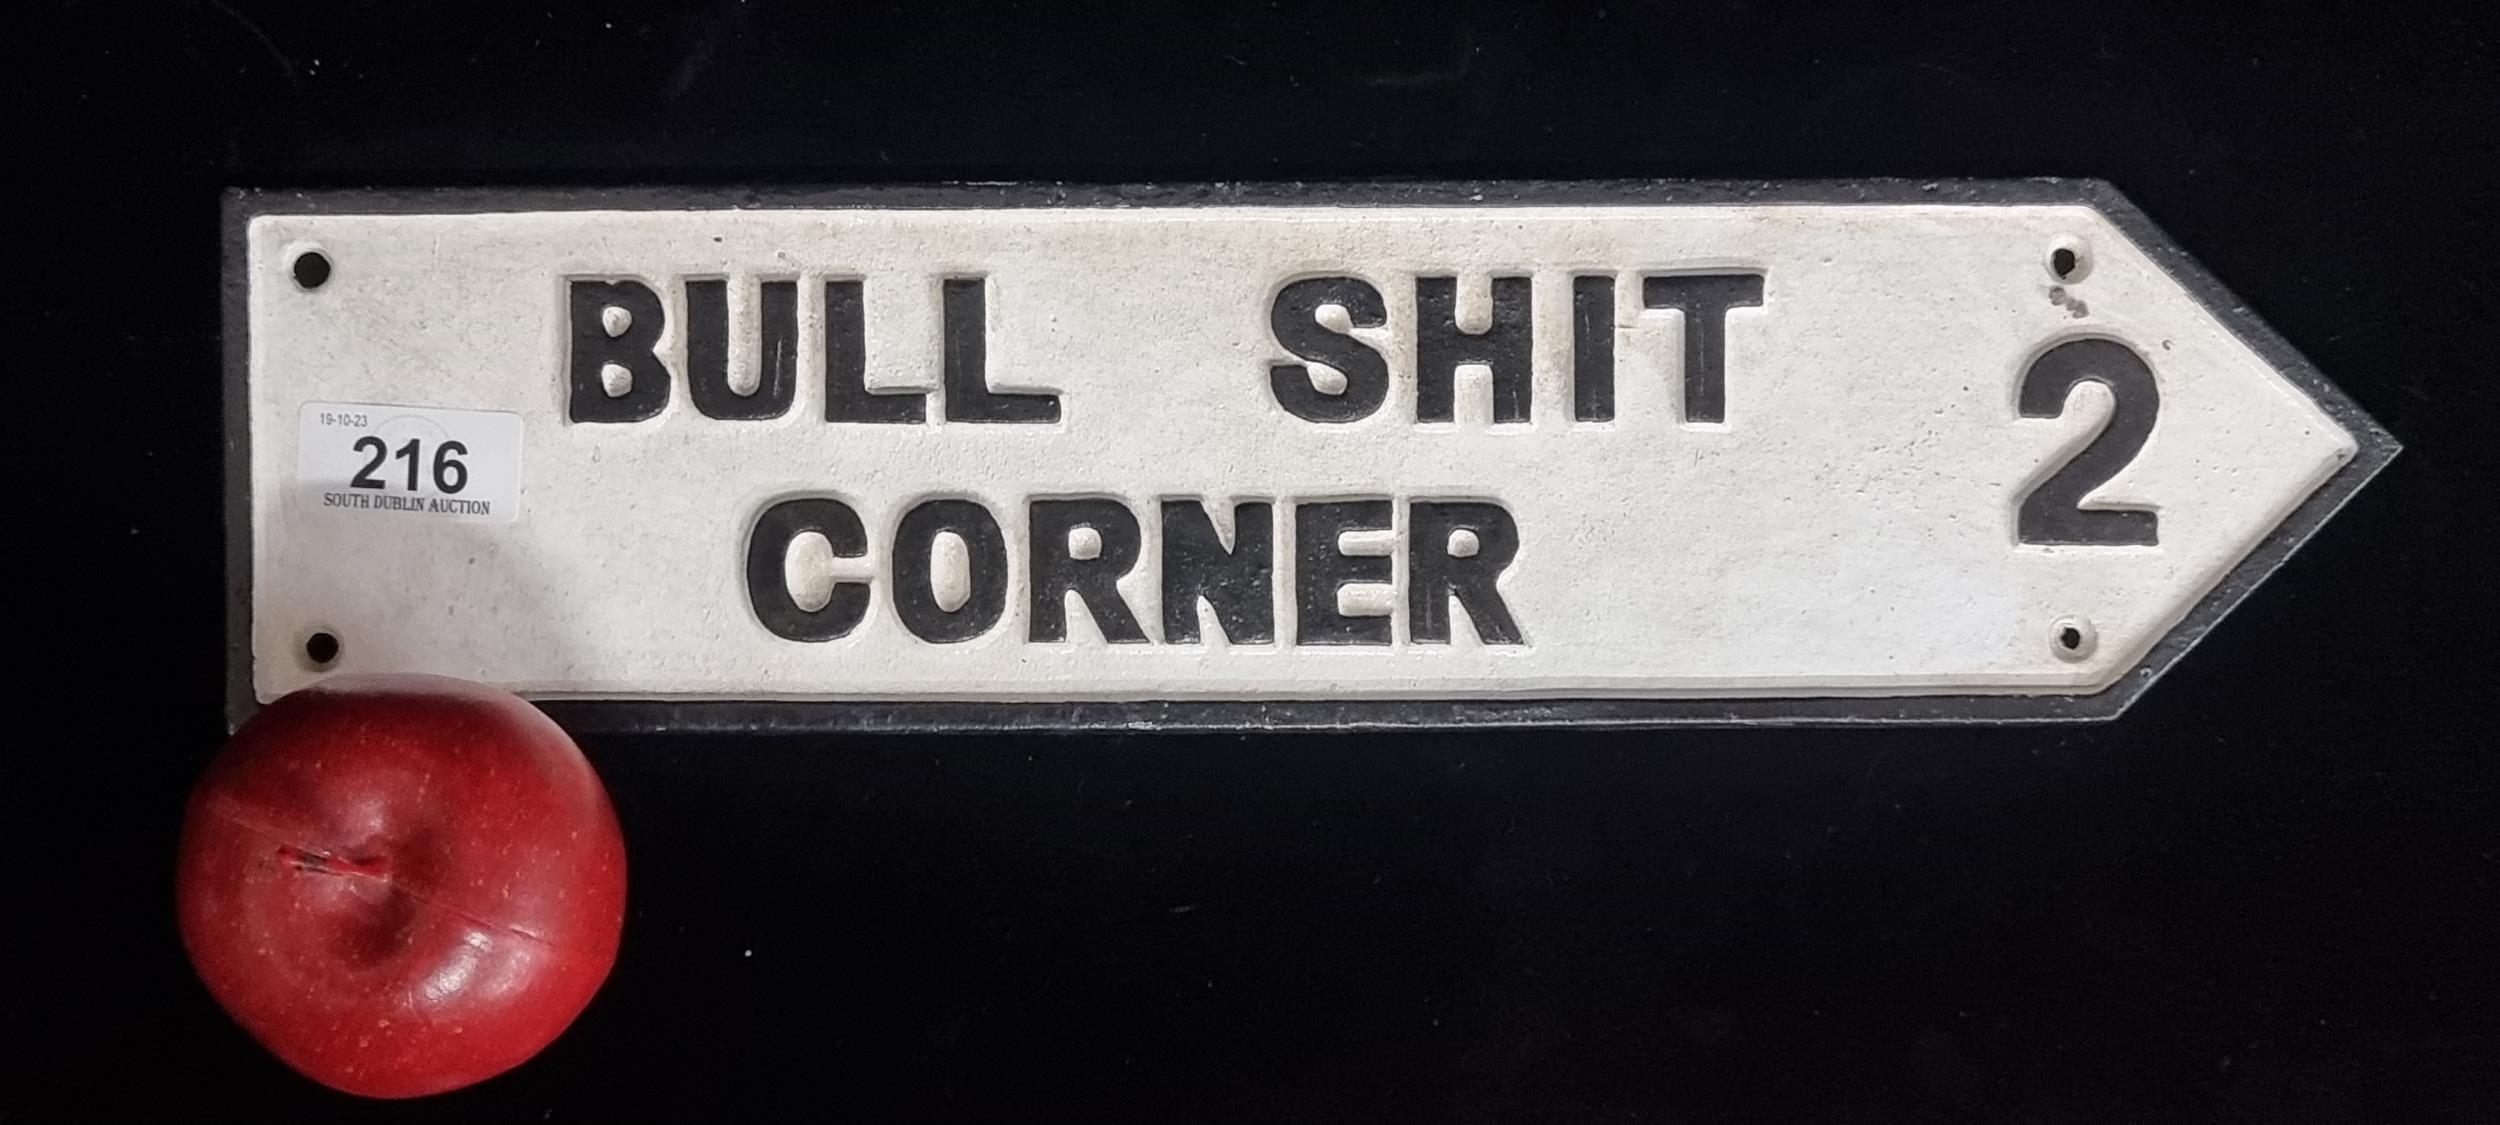 BULL SHIT
CORNER
2
19-10-23
216
SOUTH DUBLIN AUCTION